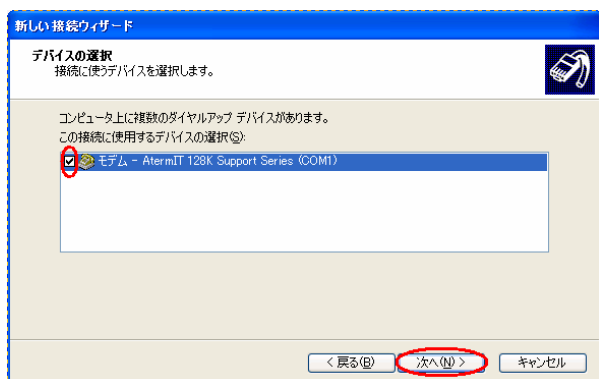 新しい接続ウィザード
デバイスの選択
接続に使うデバイスを選択します。
コンピュータ上に複数のダイヤルアップ デバイスがあります。
この接続に使用するデバイスの選択(S):
モデム - AtermIT 128K Support Series (COM1)
< 戻る(B) 次へ(N) > キャンセル